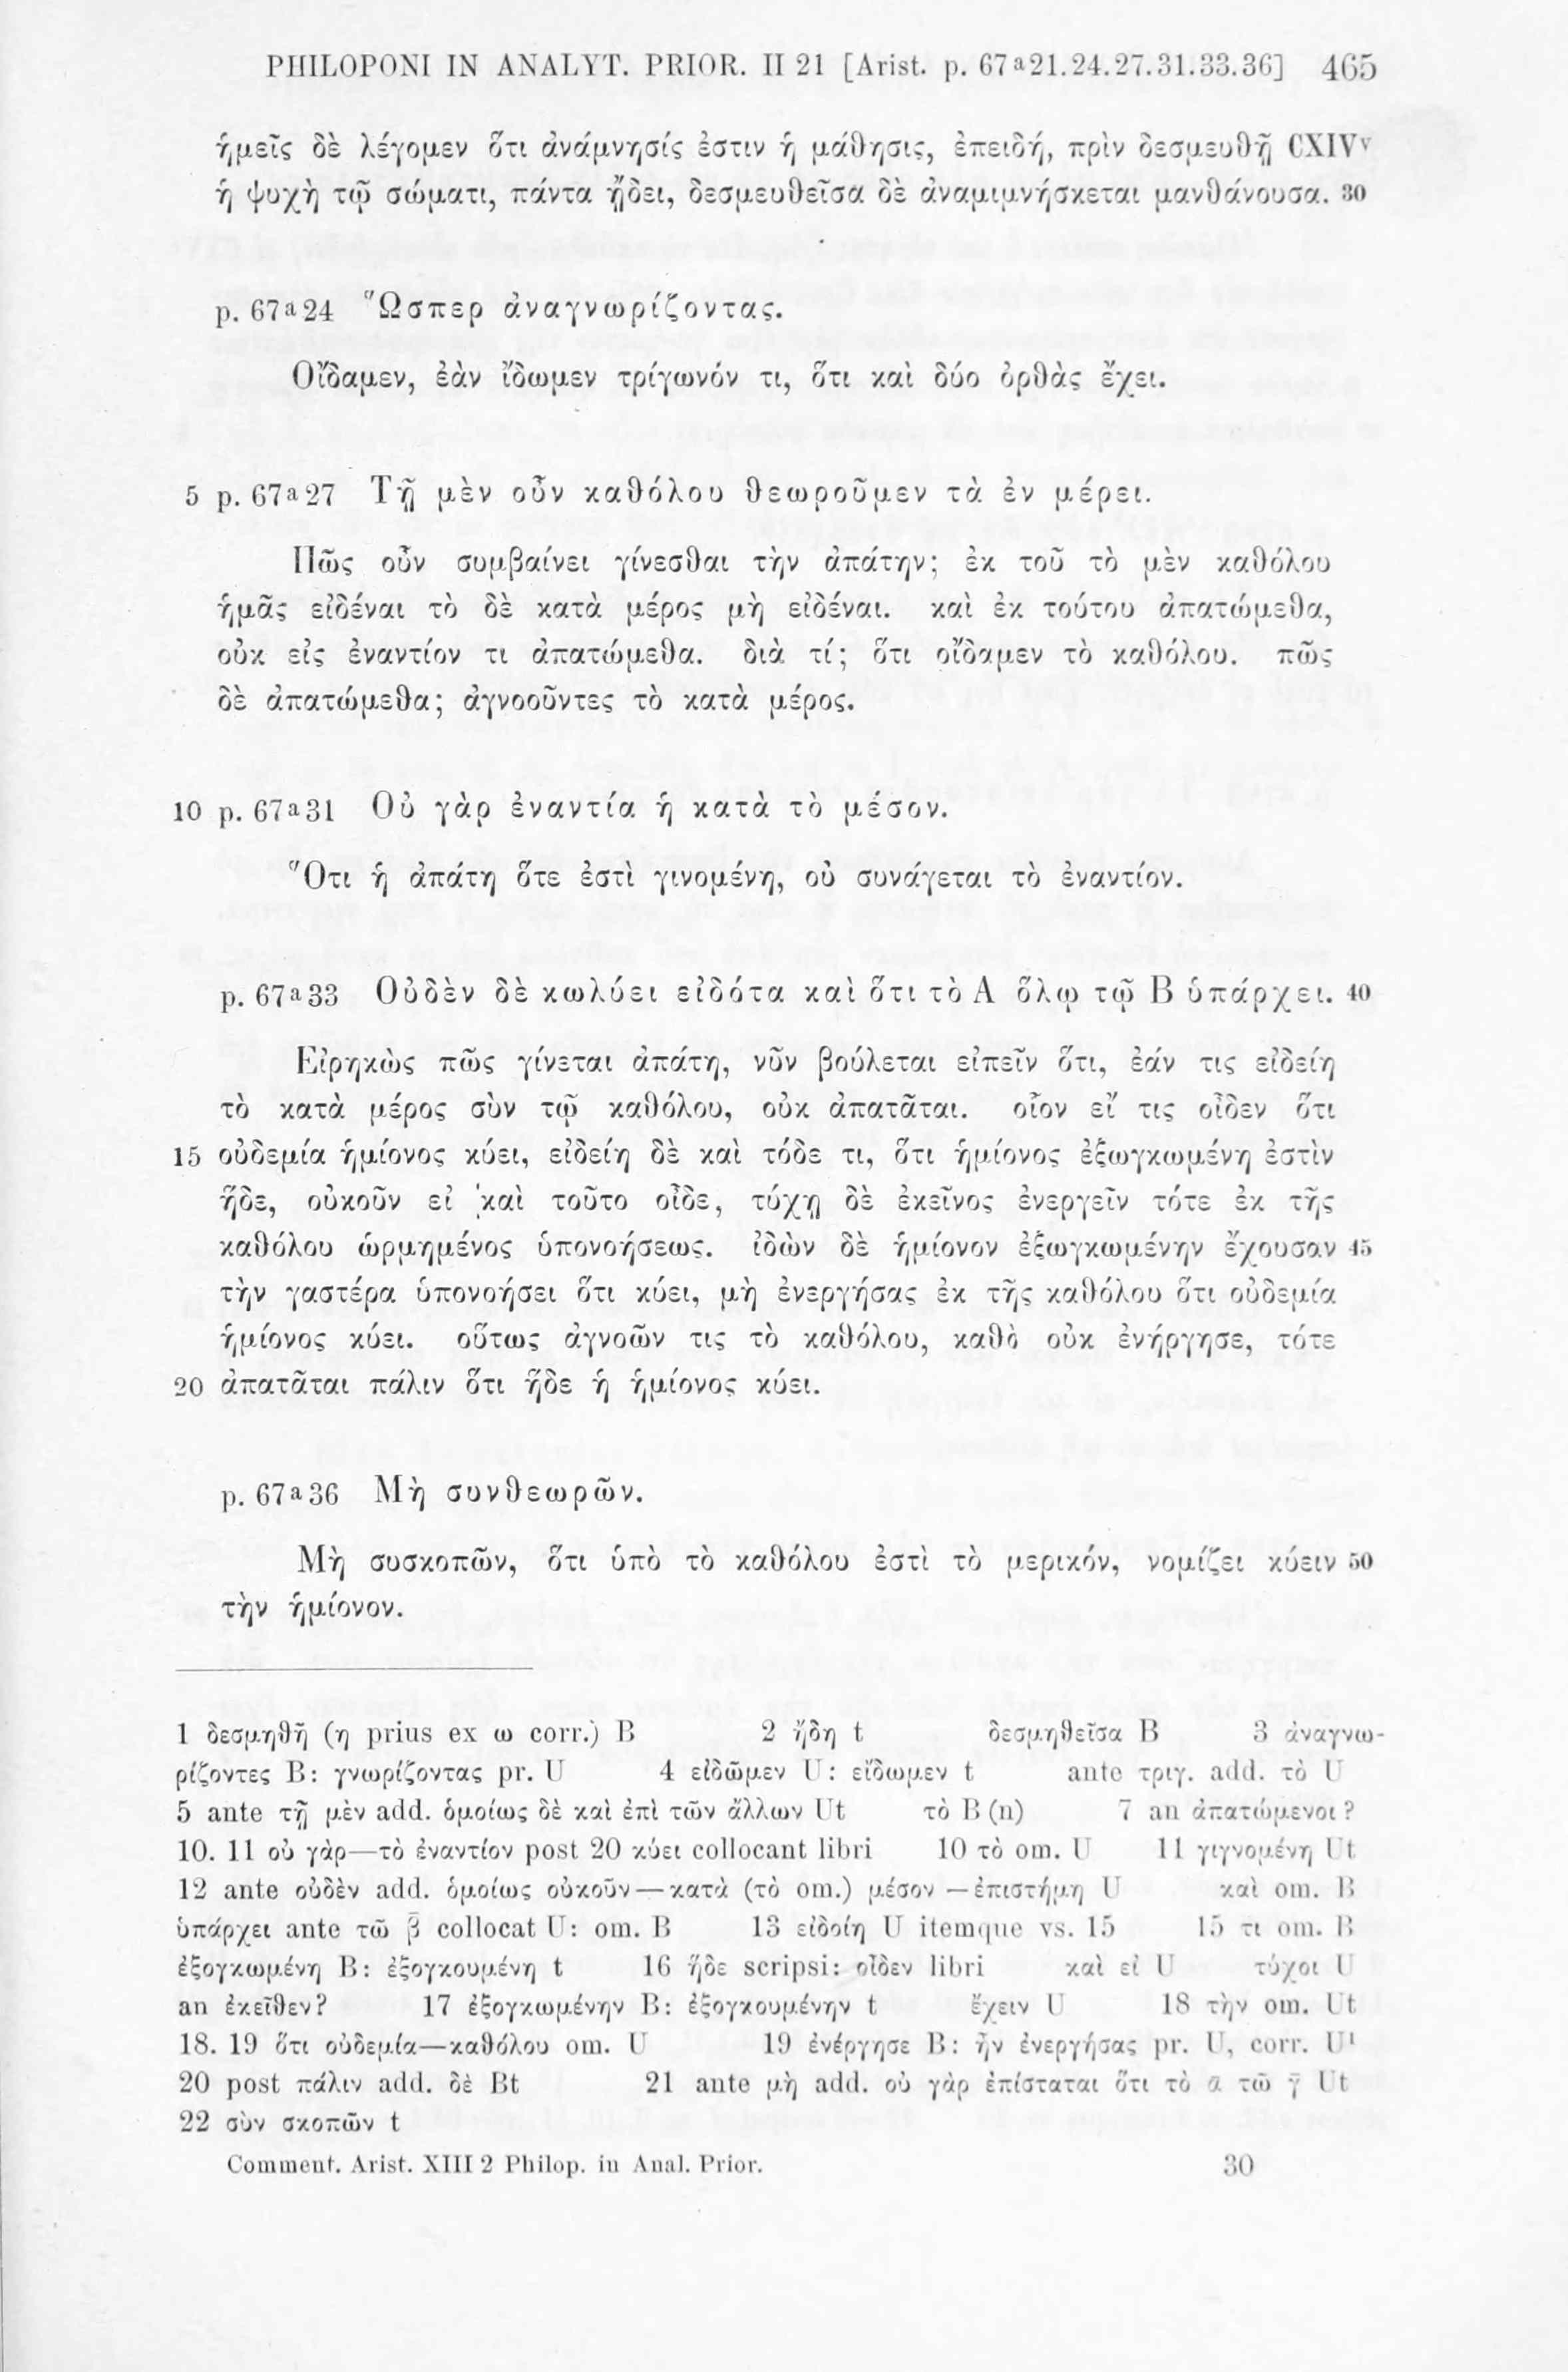 PHILOPONI IN ANALYT. PRIOR. II 21 [Arist. p. 67ᵃ21.24.27.31.33.36] 465
ἡμεῖς δὲ λέγομεν ὅτι ἀνάμνησίς ἐστιν ἡ μάθησις, ἐπειδή, πρὶν δεσμευθῇ CXIVᵛ
ἡ ψυχὴ τῷ σώματι, πάντα ᾔδει, δεσμευθεῖσα δὲ ἀναμιμνήσκεται μανθάνουσα. 30
p. 67ᵃ24 Ὥσπερ ἀναγνωρίζοντας.
Οἴδαμεν, ἐὰν ἴδωμεν τρίγωνόν τι, ὅτι καὶ δύο ὀρθὰς ἔχει.
5 p. 67ᵃ27 Τῇ μὲν οὖν καθόλου θεωροῦμεν τὰ ἐν μέρει.
Πῶς οὖν συμβαίνει γίνεσθαι τὴν ἀπάτην; ἐκ τοῦ τὸ μὲν καθόλου
ἡμᾶς εἰδέναι τὸ δὲ κατὰ μέρος μὴ εἰδέναι. καὶ ἐκ τούτου ἀπατώμεθα,
οὐκ εἰς ἐναντίον τι ἀπατώμεθα. διὰ τί; ὅτι οἴδαμεν τὸ καθόλου. πῶς
δὲ ἀπατώμεθα; ἀγνοοῦντες τὸ κατὰ μέρος.
10 p. 67ᵃ31 Οὐ γὰρ ἐναντία ἡ κατὰ τὸ μέσον.
Ὅτι ἡ ἀπάτη ὅτε ἐστὶ γινομένη, οὐ συνάγεται τὸ ἐναντίον.
p. 67ᵃ33 Οὐδὲν δὲ κωλύει εἰδότα καὶ ὅτι τὸ Α ὅλῳ τῷ Β ὑπάρχει. 40
Εἰρηκὼς πῶς γίνεται ἀπάτη, νῦν βούλεται εἰπεῖν ὅτι, ἐάν τις εἰδείη
τὸ κατὰ μέρος σὺν τῷ καθόλου, οὐκ ἀπατᾶται. οἷον εἴ τις οἶδεν ὅτι
15 οὐδεμία ἡμίονος κύει, εἰδείη δὲ καὶ τόδε τι, ὅτι ἡμίονος ἐξωγκωμένη ἐστὶν
ἥδε, οὐκοῦν εἰ καὶ τοῦτο οἶδε, τύχῃ δὲ ἐκεῖνος ἐνεργεῖν τότε ἐκ τῆς
καθόλου ὡρμημένος ὑπονοήσεως. ἰδὼν δὲ ἡμίονον ἐξωγκωμένην ἔχουσαν 45
τὴν γαστέρα ὑπονοήσει ὅτι κύει, μὴ ἐνεργήσας ἐκ τῆς καθόλου ὅτι οὐδεμία
ἡμίονος κύει. οὕτως ἀγνοῶν τις τὸ καθόλου, καθὸ οὐκ ἐνήργησε, τότε
20 ἀπατᾶται πάλιν ὅτι ἥδε ἡ ἡμίονος κύει.
p. 67ᵃ36 Μὴ συνθεωρῶν.
Μὴ συσκοπῶν, ὅτι ὑπὸ τὸ καθόλου ἐστὶ τὸ μερικόν, νομίζει κύειν 50
τὴν ἡμίονον.
1 δεσμηθῆ (η prius ex ω corr.) B 2 ἤδη t δεσμηθεῖσα B 3 ἀναγνω-
ρίζοντες B: γνωρίζοντας pr. U 4 εἰδῶμεν U: εἴδωμεν t ante τριγ. add. τὸ U
5 ante τῇ μὲν add. ὁμοίως δὲ καὶ ἐπὶ τῶν ἄλλων Ut τὸ B (n) 7 an ἀπατώμενοι?
10. 11 οὐ γὰρ—τὸ ἐναντίον post 20 κύει collocant libri 10 τὸ om. U 11 γιγνομένη Ut
12 ante οὐδὲν add. ὁμοίως οὐκοῦν—κατὰ (τὸ om.) μέσον—ἐπιστήμη U καὶ om. B
ὑπάρχει ante τῶ β̄ collocat U: om. B 13 εἰδοίη U itemque vs. 15 15 τι om. B
ἐξογκωμένη B: ἐξογκουμένη t 16 ἥδε scripsi: οἶδεν libri καὶ εἰ U τύχοι U
an ἐκεῖθεν? 17 ἐξογκωμένην B: ἐξογκουμένην t ἔχειν U 18 τὴν om. Ut
18. 19 ὅτι οὐδεμία—καθόλου om. U 19 ἐνέργησε B: ἦν ἐνεργήσας pr. U, corr. U¹
20 post πάλιν add. δὲ Bt 21 ante μὴ add. οὐ γὰρ ἐπίσταται ὅτι τὸ ᾱ τῶ γ̄ Ut
22 σὺν σκοπῶν t
Comment. Arist. XIII 2 Philop. in Anal. Prior. 30